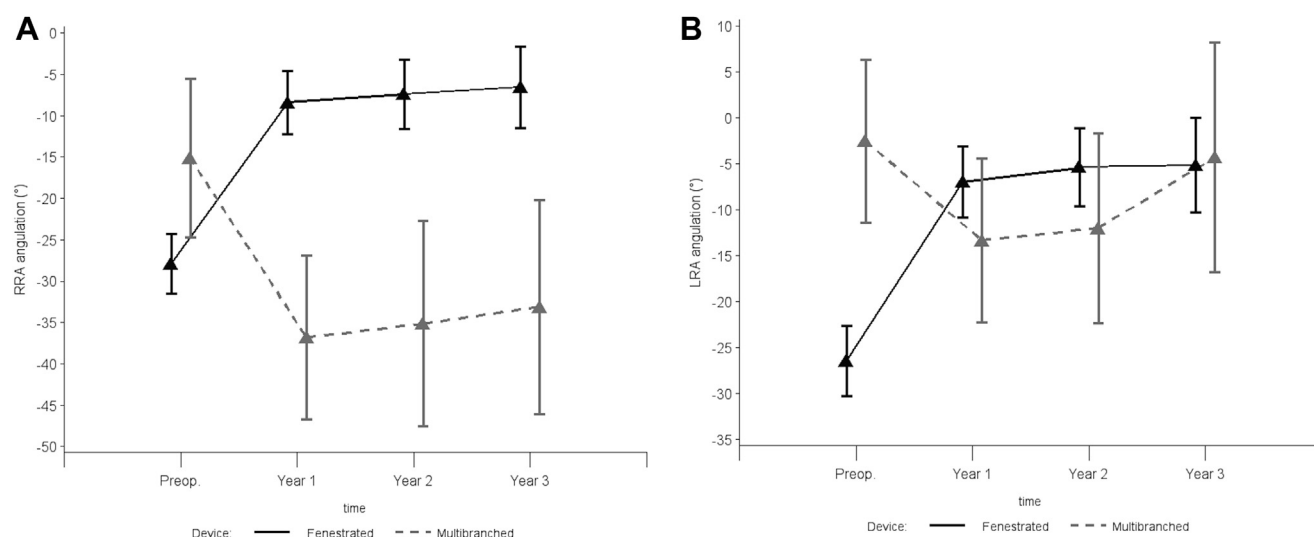 A
RRA angulation (°)
0
-5
-10
-15
-20
-25
-30
-35
-40
-45
-50
Preop. Year 1 Year 2 Year 3
time
Device: Fenestrated Multibranched
B
LRA angulation (°)
10
5
0
-5
-10
-15
-20
-25
-30
-35
Preop. Year 1 Year 2 Year 3
time
Device: Fenestrated Multibranched